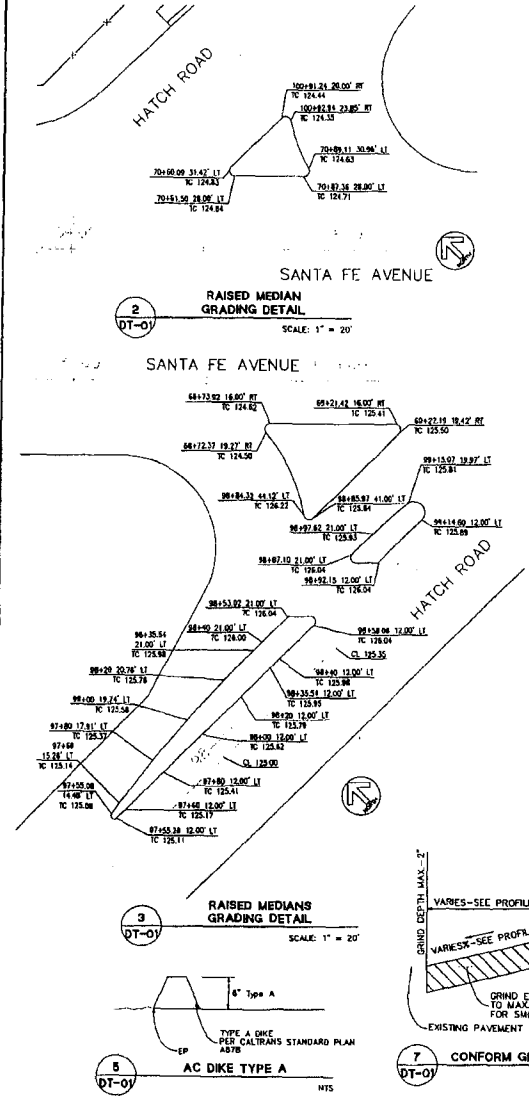 HATCH ROAD
100+91.24 20.00' RT
TC 124.44
100+92.94 23.85' RT
TC 124.35
70+89.11 30.96' LT
TC 124.63
70+60.09 31.42' LT
TC 124.83
70+61.50 28.00' LT
TC 124.84
70+87.36 28.00' LT
TC 124.71
NORTH
SANTA FE AVENUE
2
DT-01
RAISED MEDIAN
GRADING DETAIL
SCALE: 1" = 20'
SANTA FE AVENUE
68+73.92 16.00' RT
TC 124.62
69+21.42 16.00' RT
TC 125.41
68+72.37 19.27' RT
TC 124.50
69+22.19 18.42' RT
TC 125.50
99+15.07 19.97' LT
TC 125.81
98+84.33 44.12' LT
TC 126.22
98+85.97 41.00' LT
TC 125.84
98+97.62 21.00' LT
TC 125.93
99+14.60 12.00' LT
TC 125.89
98+87.10 21.00' LT
TC 126.04
98+92.15 12.00' LT
TC 126.04
HATCH ROAD
98+53.02 21.00' LT
TC 126.04
98+40 21.00' LT
TC 126.00
98+58.06 12.00' LT
TC 126.04
98+35.54
21.00' LT
TC 125.98
CL 125.35
98+40 12.00' LT
TC 125.98
98+20 20.76' LT
TC 125.76
98+35.54 12.00' LT
TC 125.95
98+00 19.74' LT
TC 125.58
98+20 12.00' LT
TC 125.79
97+80 17.91' LT
TC 125.37
98+00 12.00' LT
TC 125.62
97+60
15.28' LT
TC 125.14
CL 125.00
97+80 12.00' LT
TC 125.41
97+55.08
14.48' LT
TC 125.08
97+60 12.00' LT
TC 125.17
97+55.38 12.00' LT
TC 125.11
NORTH
3
DT-01
RAISED MEDIANS
GRADING DETAIL
SCALE: 1" = 20'
6" Type A
TYPE A DIKE
PER CALTRANS STANDARD PLAN
A87B
EP
5
DT-01
AC DIKE TYPE A
NTS
GRIND DEPTH MAX.=2"
VARIES-SEE PROFIL
VARIES%-SEE PROFIL
GRIND E
TO MAX
FOR SM
EXISTING PAVEMENT
7
DT-01
CONFORM G